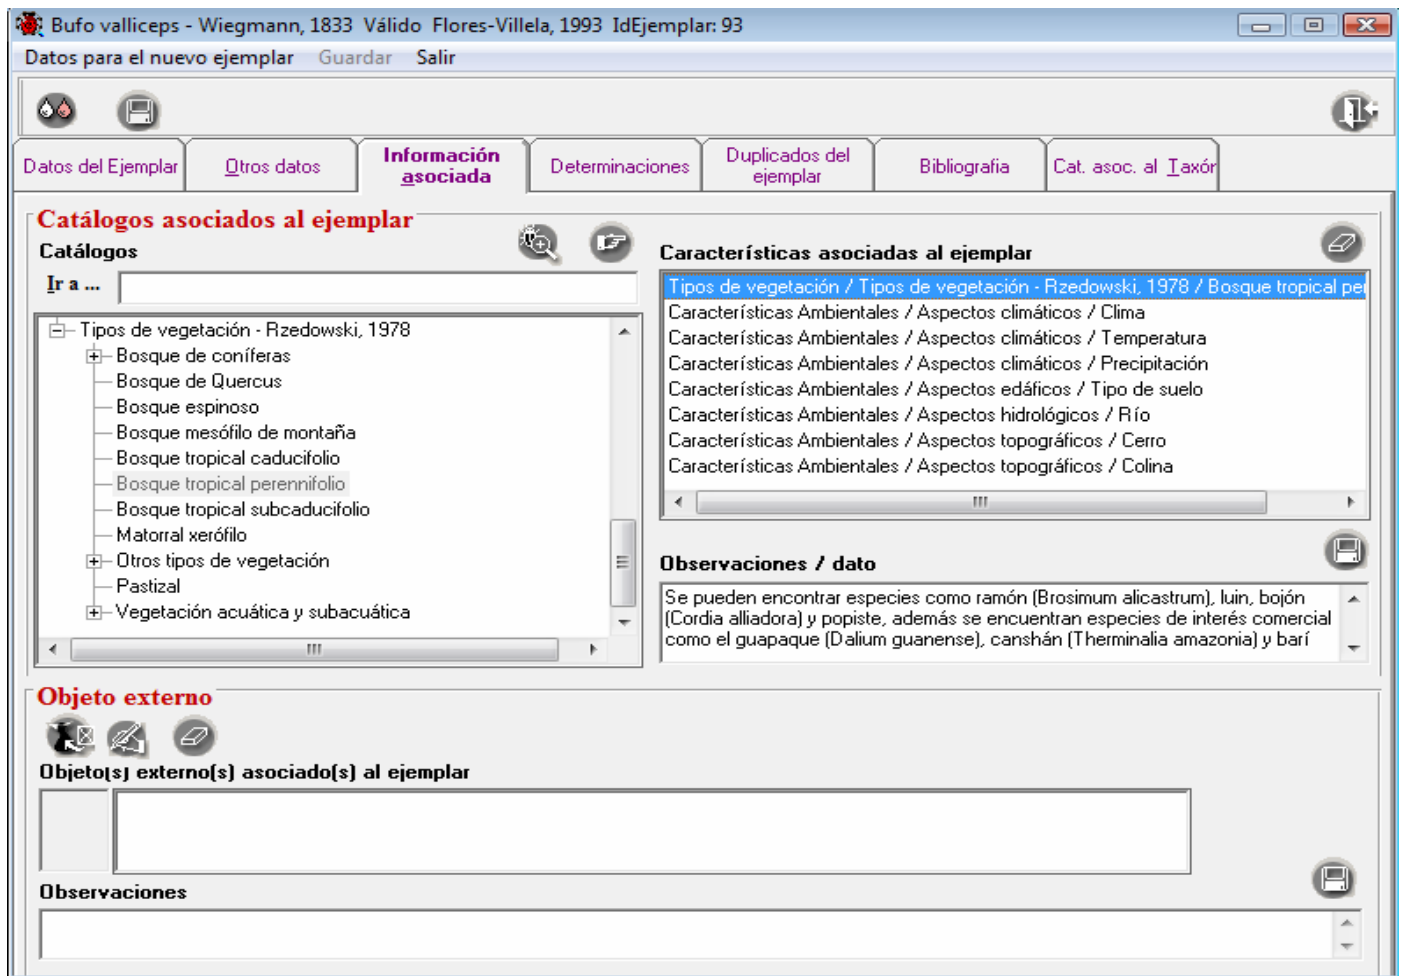 Bufo valliceps - Wiegmann, 1833 Válido Flores-Villela, 1993 IdEjemplar: 93
Datos para el nuevo ejemplar Guardar Salir
Datos del Ejemplar
Otros datos
Información
asociada
Determinaciones
Duplicados del
ejemplar
Bibliografia
Cat. asoc. al Taxón
Catálogos asociados al ejemplar
Catálogos
Ir a ...
Tipos de vegetación - Rzedowski, 1978
Bosque de coníferas
Bosque de Quercus
Bosque espinoso
Bosque mesófilo de montaña
Bosque tropical caducifolio
Bosque tropical perennifolio
Bosque tropical subcaducifolio
Matorral xerófilo
Otros tipos de vegetación
Pastizal
Vegetación acuática y subacuática
Características asociadas al ejemplar
Tipos de vegetación / Tipos de vegetación - Rzedowski, 1978 / Bosque tropical per
Características Ambientales / Aspectos climáticos / Clima
Características Ambientales / Aspectos climáticos / Temperatura
Características Ambientales / Aspectos climáticos / Precipitación
Características Ambientales / Aspectos edáficos / Tipo de suelo
Características Ambientales / Aspectos hidrológicos / Río
Características Ambientales / Aspectos topográficos / Cerro
Características Ambientales / Aspectos topográficos / Colina
Observaciones / dato
Se pueden encontrar especies como ramón (Brosimum alicastrum), luin, bojón
(Cordia alliadora) y popiste, además se encuentran especies de interés comercial
como el guapaque (Dalium guanense), canshán (Therminalia amazonia) y barí
Objeto externo
Objeto(s) externo(s) asociado(s) al ejemplar
Observaciones